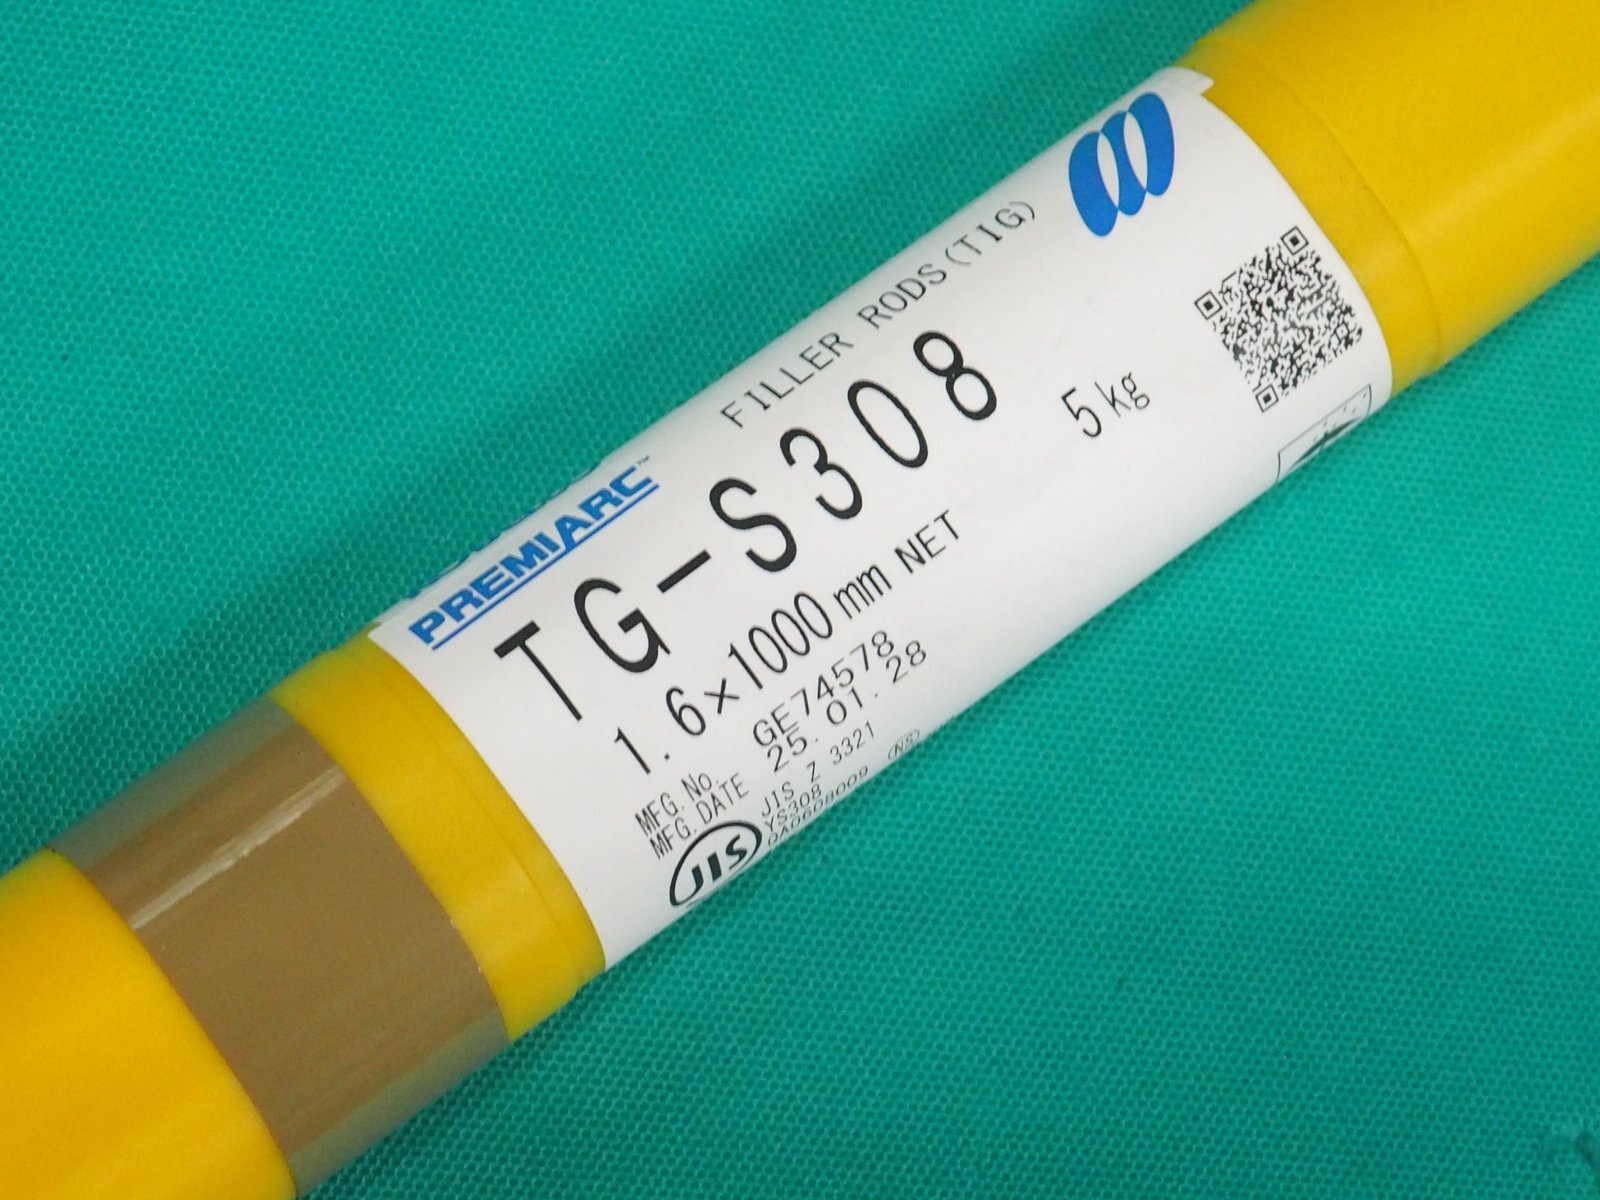 FILLER RODS(TIG)
PREMIARC™
TG-S308
5kg
1.6×1000mm NET
MFG.No. GE74578
MFG.DATE 25.01.28
JIS JIS Z 3321
YS308